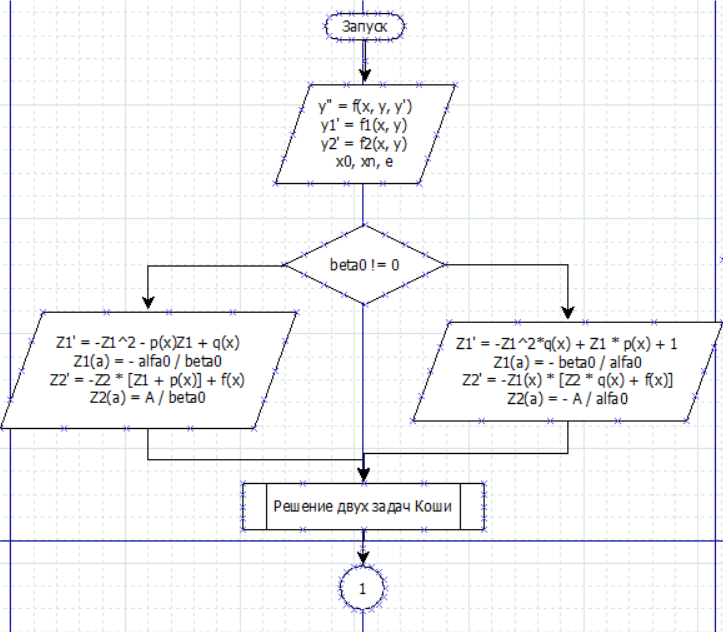 Запуск
y" = f(x, y, y')
y1' = f1(x, y)
y2' = f2(x, y)
x0, xn, e
beta0 != 0
Z1' = -Z1^2 - p(x)Z1 + q(x)
Z1(a) = - alfa0 / beta0
Z2' = -Z2 * [Z1 + p(x)] + f(x)
Z2(a) = A / beta0
Z1' = -Z1^2*q(x) + Z1 * p(x) + 1
Z1(a) = - beta0 / alfa0
Z2' = -Z1(x) * [Z2 * q(x) + f(x)]
Z2(a) = - A / alfa0
Решение двух задач Коши
1